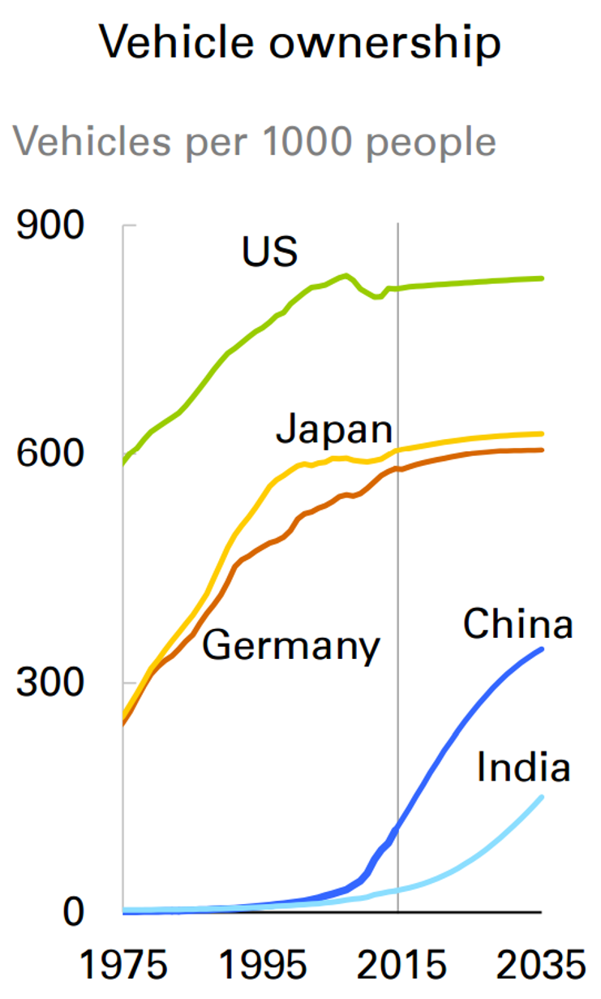 Vehicle ownership
Vehicles per 1000 people
900
US
600
Japan
China
Germany
300
India
0
1975 1995 2015 2035